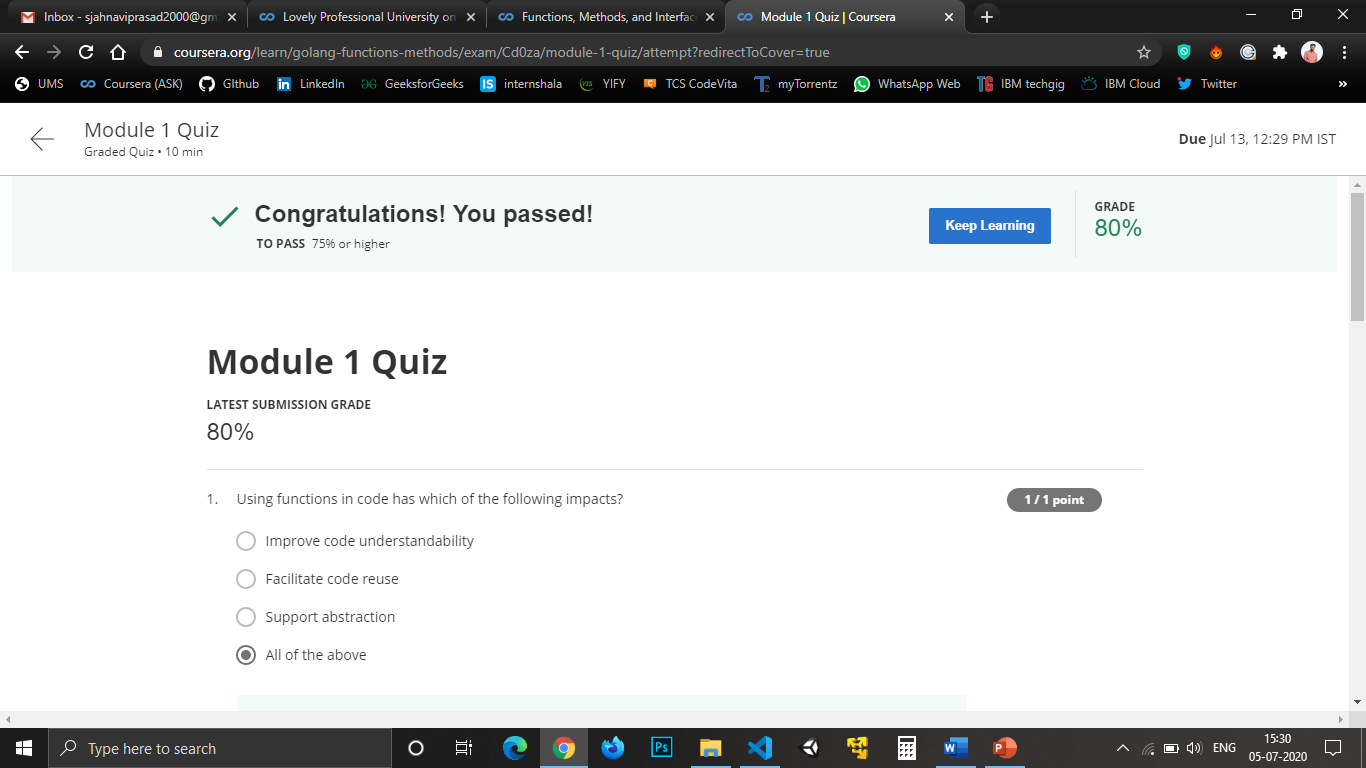 Inbox - sjahnaviprasad2000@gm
Lovely Professional University on
Functions, Methods, and Interfac
Module 1 Quiz | Coursera
coursera.org/learn/golang-functions-methods/exam/Cd0za/module-1-quiz/attempt?redirectToCover=true
UMS
Coursera (ASK)
GIthub
LinkedIn
GeeksforGeeks
IS internshala
YIFY
TCS CodeVita
myTorrentz
WhatsApp Web
IBM techgig
IBM Cloud
Twitter
»
Module 1 Quiz
Graded Quiz • 10 min
Due Jul 13, 12:29 PM IST
Congratulations! You passed!
TO PASS 75% or higher
Keep Learning
GRADE
80%
Module 1 Quiz
LATEST SUBMISSION GRADE
80%
1. Using functions in code has which of the following impacts?
1 / 1 point
Improve code understandability
Facilitate code reuse
Support abstraction
All of the above
Type here to search
Ps
ENG
15:30
05-07-2020